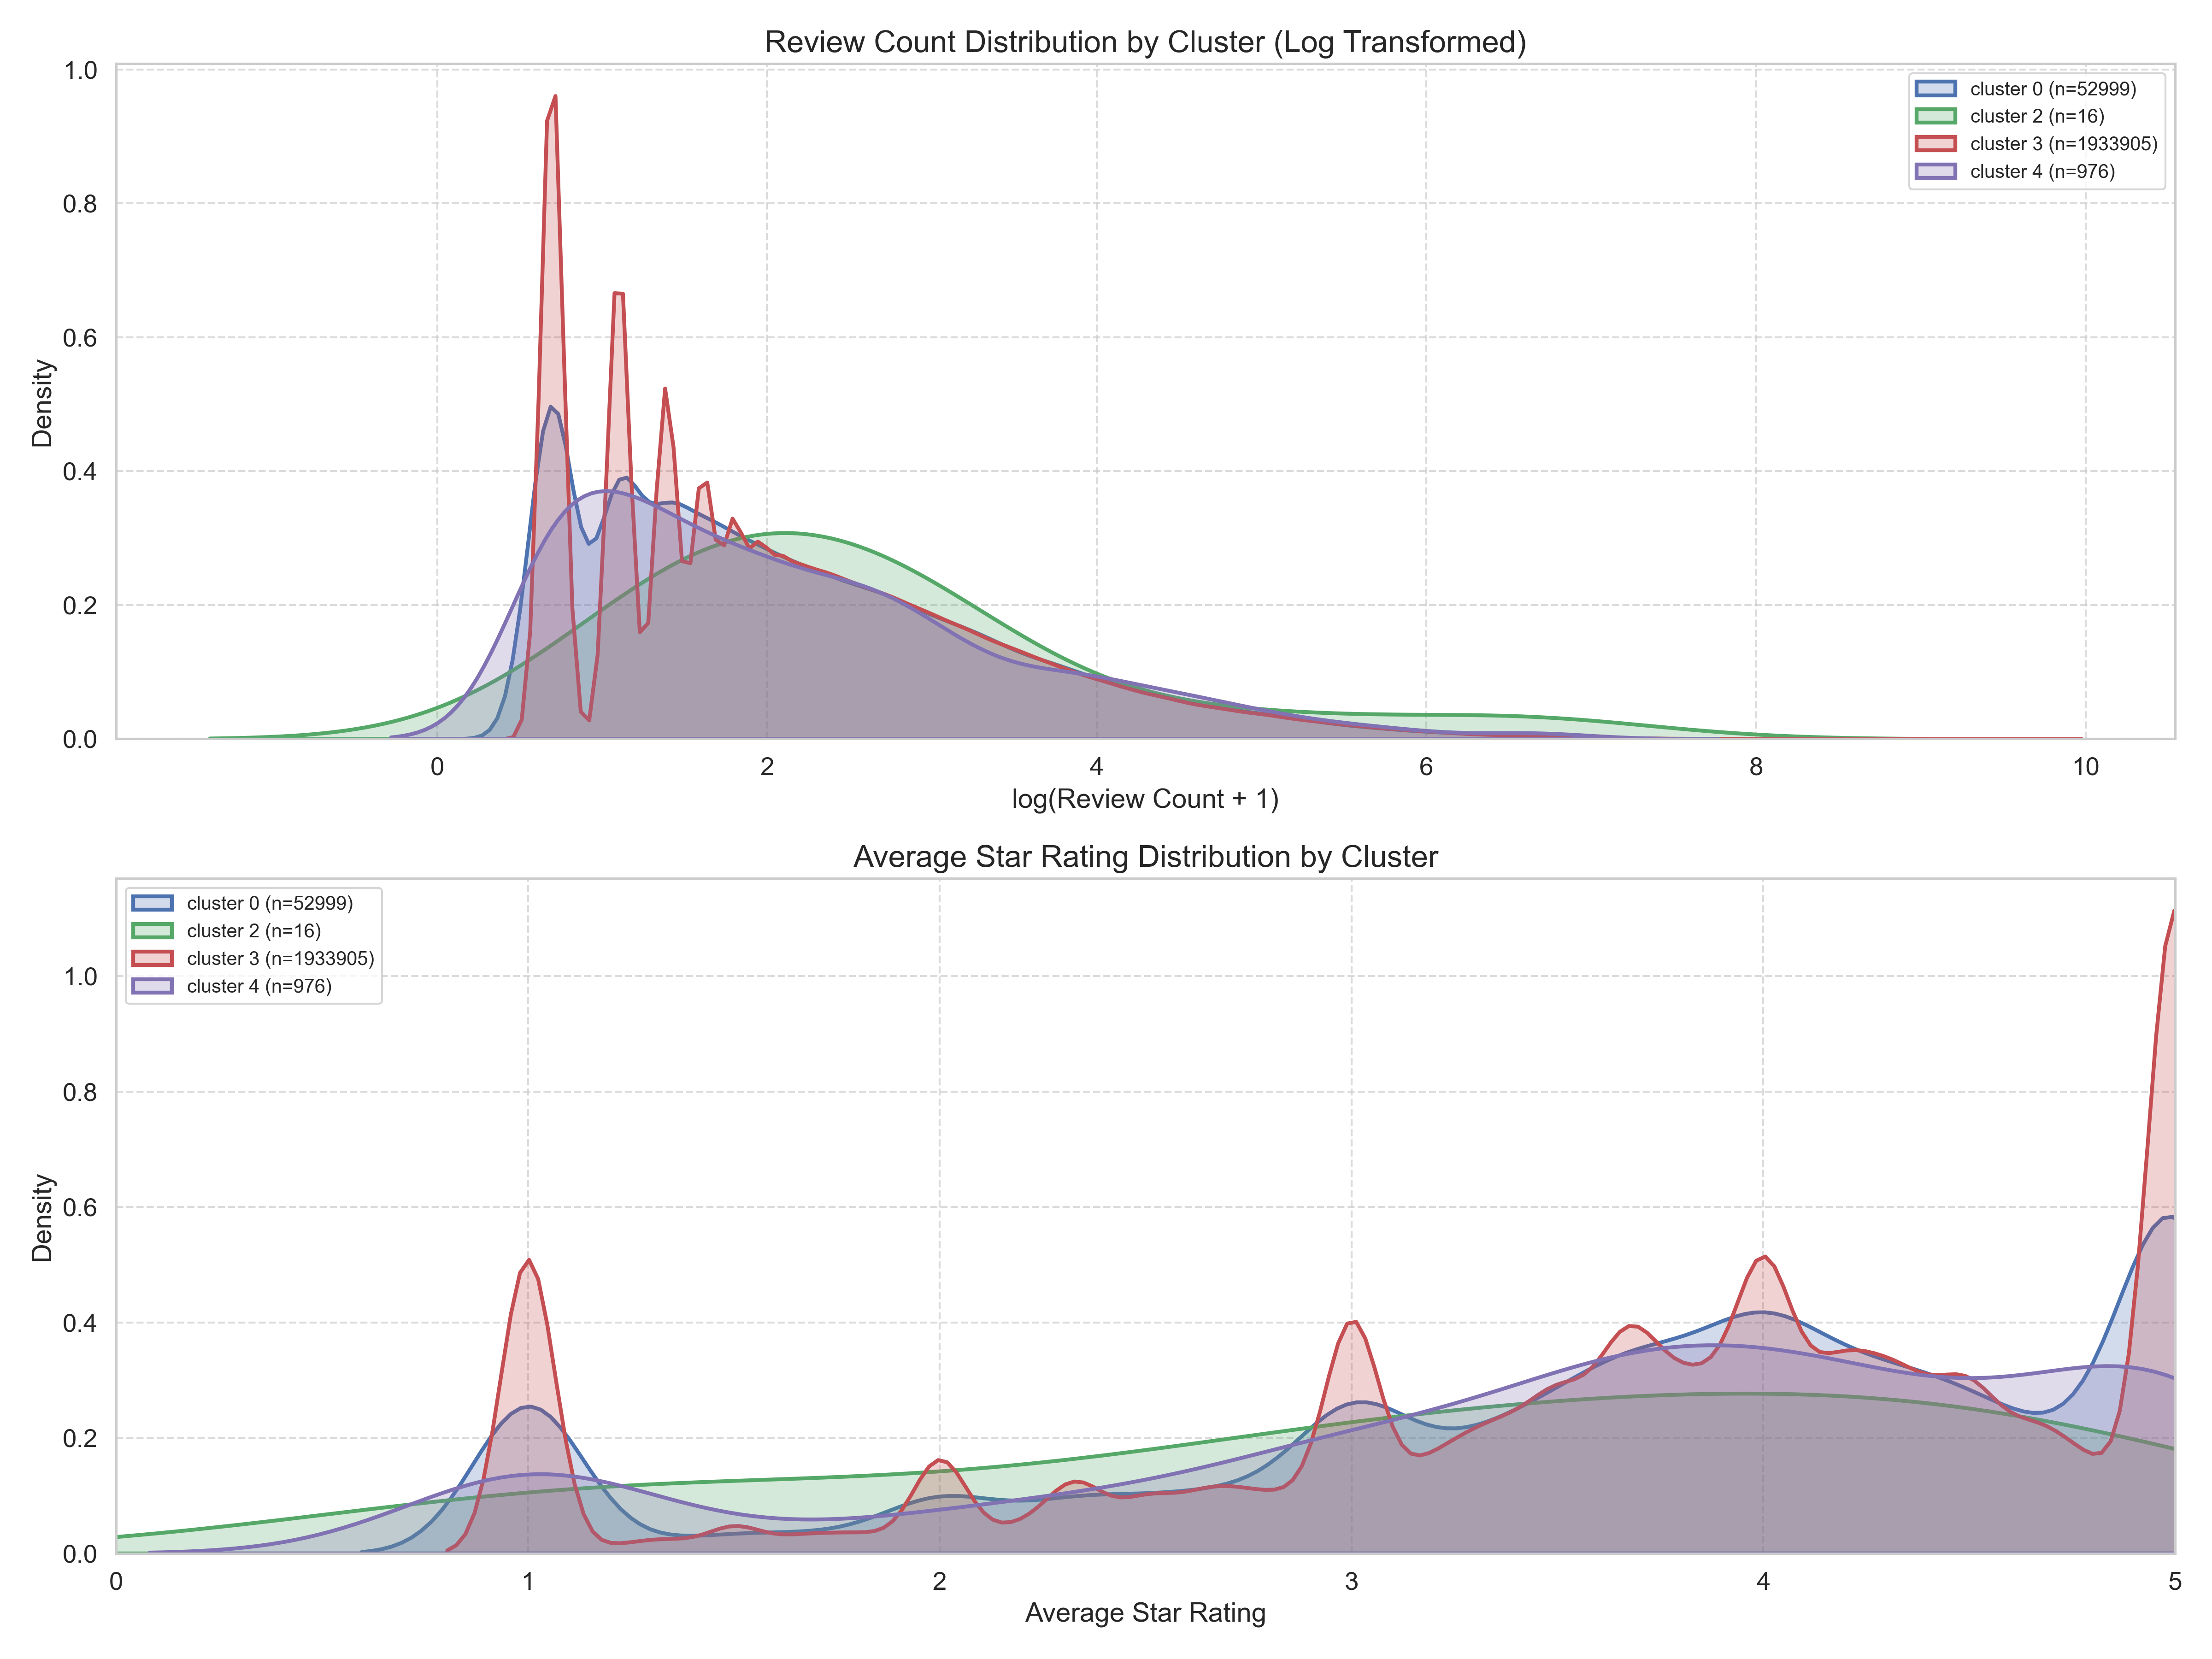 Review Count Distribution by Cluster (Log Transformed)
1.0
0.8
0.6
0.4
0.2
0.0
Density
cluster 0 (n=52999)
cluster 2 (n=16)
cluster 3 (n=1933905)
cluster 4 (n=976)
0 2 4 6 8 10
log(Review Count + 1)
Average Star Rating Distribution by Cluster
cluster 0 (n=52999)
cluster 2 (n=16)
cluster 3 (n=1933905)
cluster 4 (n=976)
1.0
0.8
0.6
0.4
0.2
0.0
Density
0 1 2 3 4 5
Average Star Rating